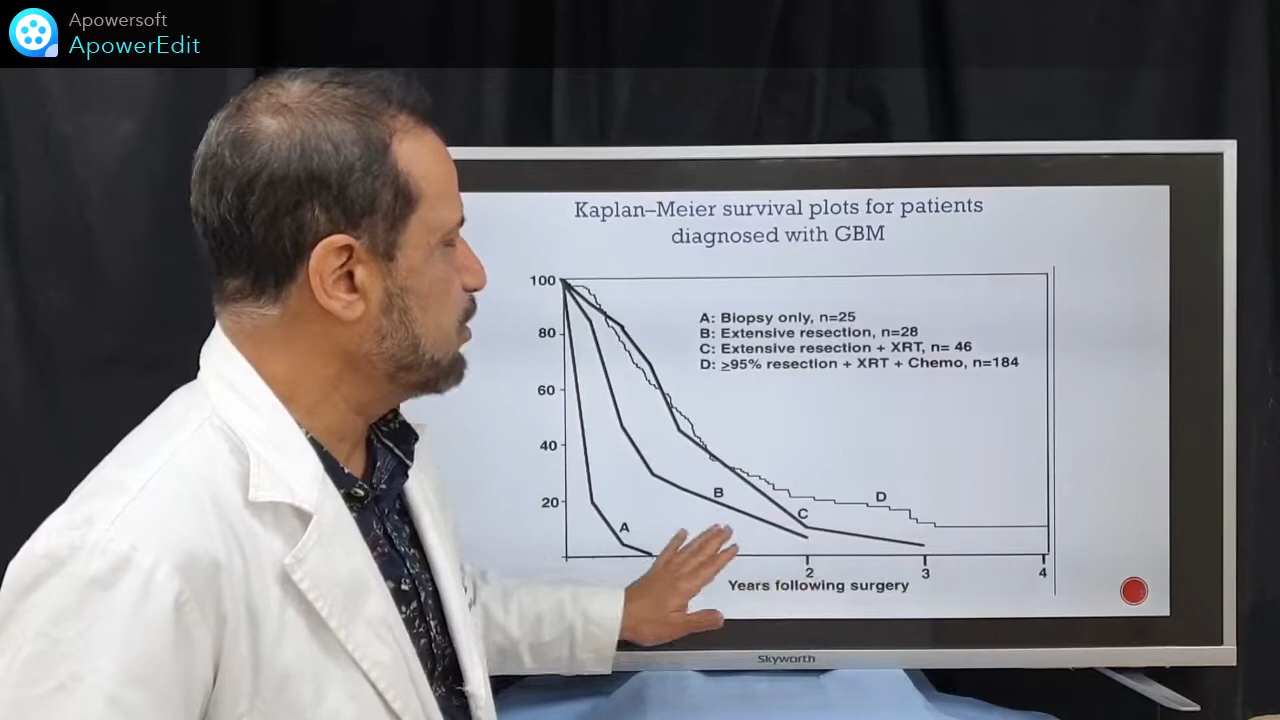 Apowersoft
ApowerEdit
Kaplan–Meier survival plots for patients
diagnosed with GBM
100
80
60
40
20
A: Biopsy only, n=25
B: Extensive resection, n=28
C: Extensive resection + XRT, n= 46
D: ≥95% resection + XRT + Chemo, n=184
A
B
C
D
2
3
4
Years following surgery
Skyworth